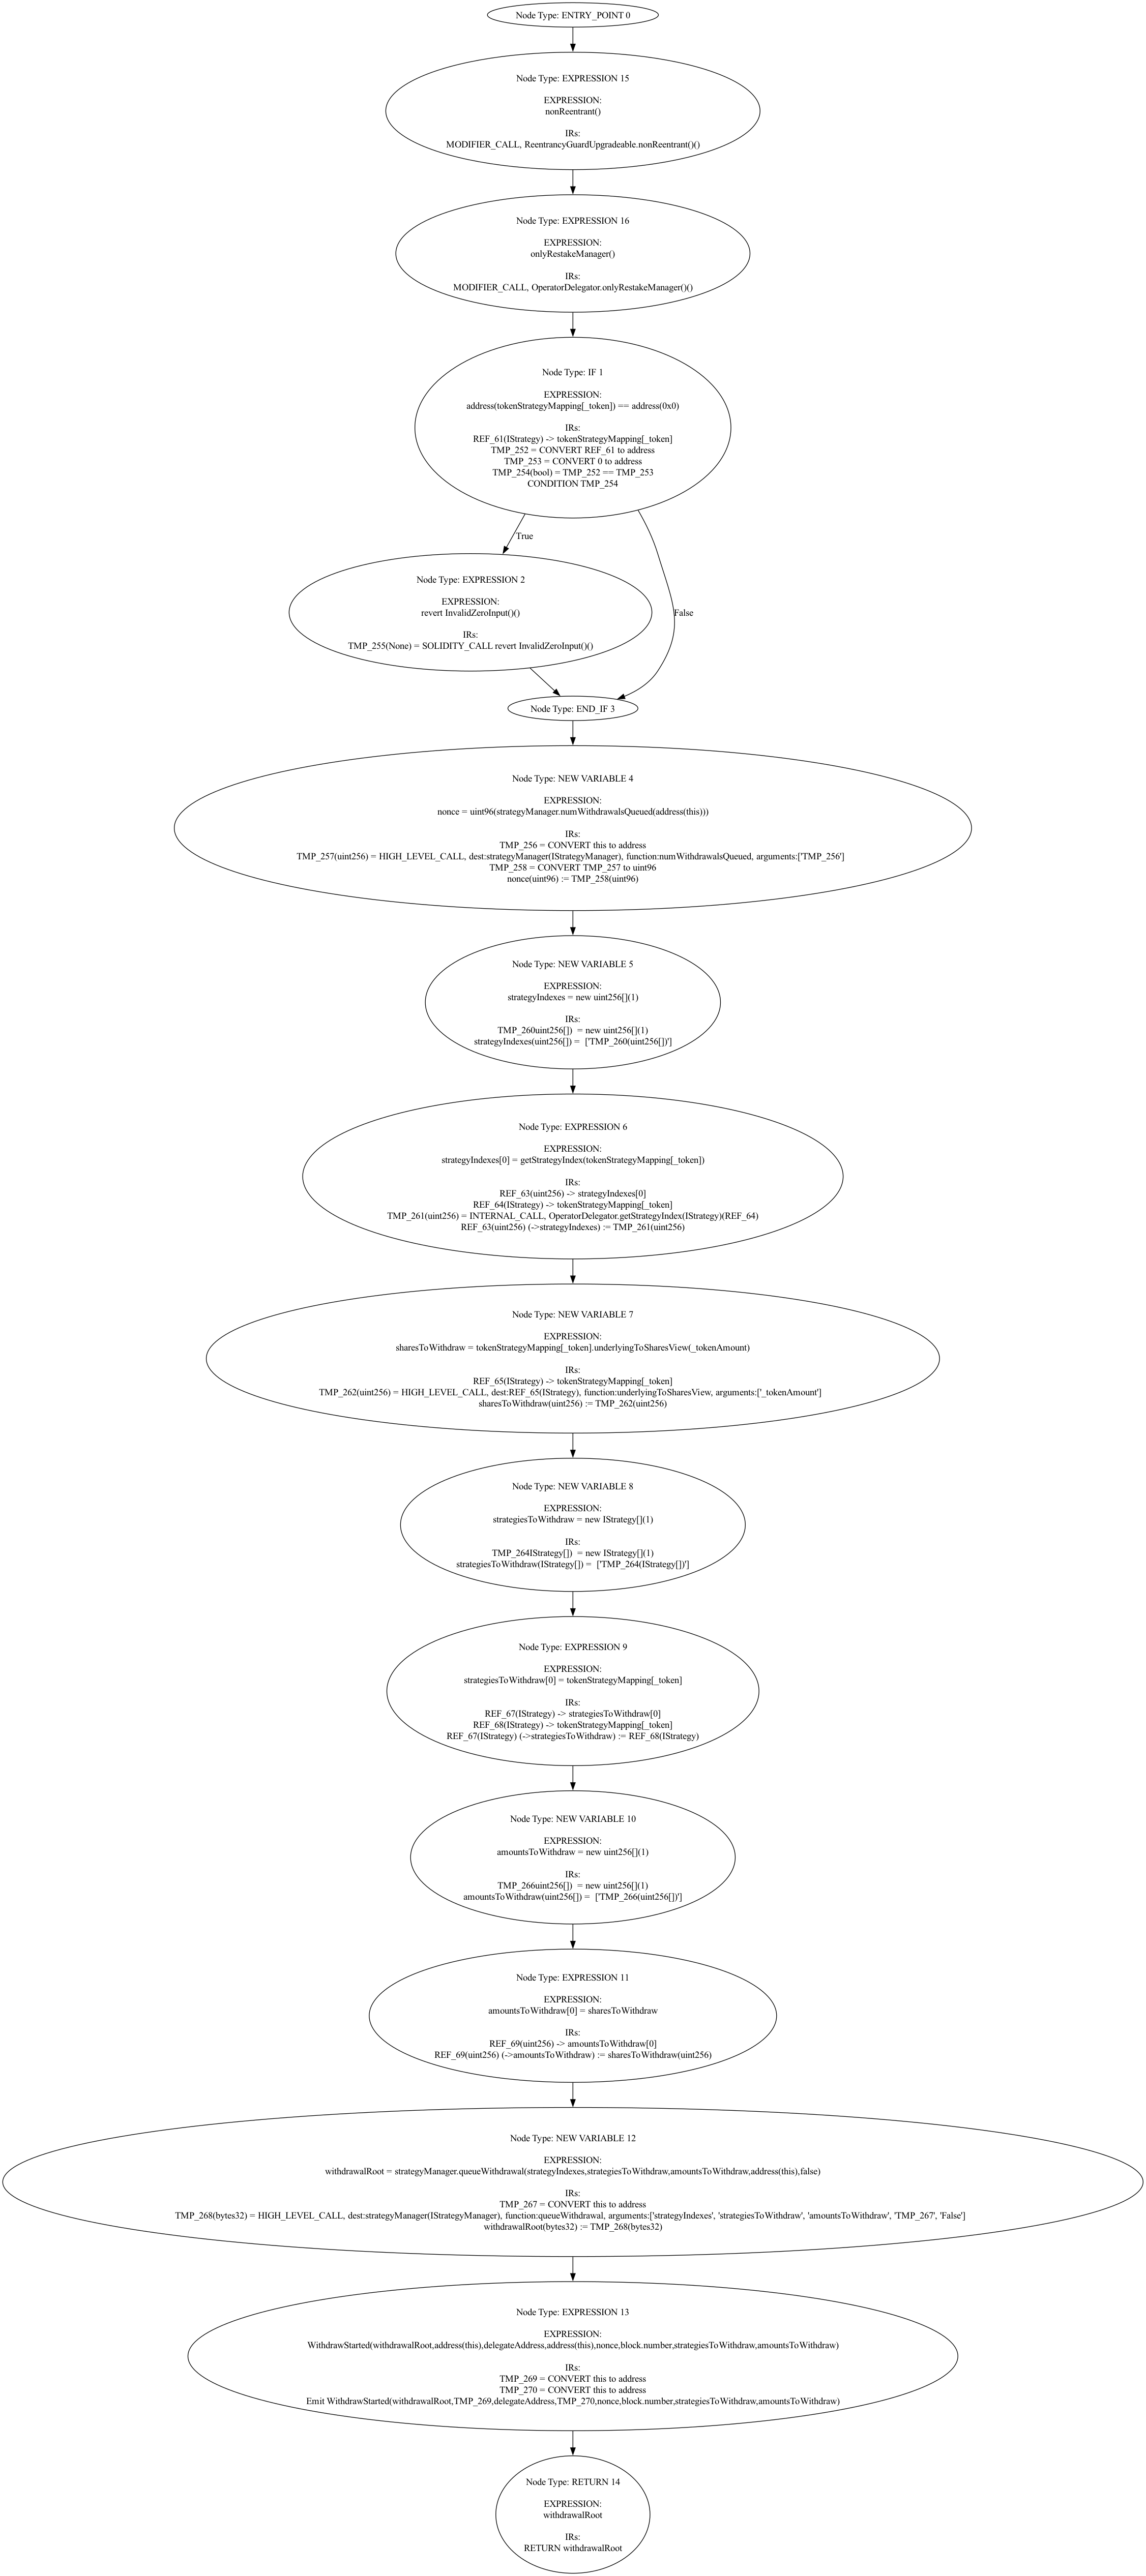 Node Type: ENTRY_POINT 0
Node Type: EXPRESSION 15
EXPRESSION:
nonReentrant()
IRs:
MODIFIER_CALL, ReentrancyGuardUpgradeable.nonReentrant()()
Node Type: EXPRESSION 16
EXPRESSION:
onlyRestakeManager()
IRs:
MODIFIER_CALL, OperatorDelegator.onlyRestakeManager()()
Node Type: IF 1
EXPRESSION:
address(tokenStrategyMapping[_token]) == address(0x0)
IRs:
REF_61(IStrategy) -> tokenStrategyMapping[_token]
TMP_252 = CONVERT REF_61 to address
TMP_253 = CONVERT 0 to address
TMP_254(bool) = TMP_252 == TMP_253
CONDITION TMP_254
True
Node Type: EXPRESSION 2
EXPRESSION:
revert InvalidZeroInput()()
IRs:
TMP_255(None) = SOLIDITY_CALL revert InvalidZeroInput()()
False
Node Type: END_IF 3
Node Type: NEW VARIABLE 4
EXPRESSION:
nonce = uint96(strategyManager.numWithdrawalsQueued(address(this)))
IRs:
TMP_256 = CONVERT this to address
TMP_257(uint256) = HIGH_LEVEL_CALL, dest:strategyManager(IStrategyManager), function:numWithdrawalsQueued, arguments:['TMP_256']
TMP_258 = CONVERT TMP_257 to uint96
nonce(uint96) := TMP_258(uint96)
Node Type: NEW VARIABLE 5
EXPRESSION:
strategyIndexes = new uint256[](1)
IRs:
TMP_260uint256[])  = new uint256[](1)
strategyIndexes(uint256[]) =  ['TMP_260(uint256[])']
Node Type: EXPRESSION 6
EXPRESSION:
strategyIndexes[0] = getStrategyIndex(tokenStrategyMapping[_token])
IRs:
REF_63(uint256) -> strategyIndexes[0]
REF_64(IStrategy) -> tokenStrategyMapping[_token]
TMP_261(uint256) = INTERNAL_CALL, OperatorDelegator.getStrategyIndex(IStrategy)(REF_64)
REF_63(uint256) (->strategyIndexes) := TMP_261(uint256)
Node Type: NEW VARIABLE 7
EXPRESSION:
sharesToWithdraw = tokenStrategyMapping[_token].underlyingToSharesView(_tokenAmount)
IRs:
REF_65(IStrategy) -> tokenStrategyMapping[_token]
TMP_262(uint256) = HIGH_LEVEL_CALL, dest:REF_65(IStrategy), function:underlyingToSharesView, arguments:['_tokenAmount']
sharesToWithdraw(uint256) := TMP_262(uint256)
Node Type: NEW VARIABLE 8
EXPRESSION:
strategiesToWithdraw = new IStrategy[](1)
IRs:
TMP_264IStrategy[])  = new IStrategy[](1)
strategiesToWithdraw(IStrategy[]) =  ['TMP_264(IStrategy[])']
Node Type: EXPRESSION 9
EXPRESSION:
strategiesToWithdraw[0] = tokenStrategyMapping[_token]
IRs:
REF_67(IStrategy) -> strategiesToWithdraw[0]
REF_68(IStrategy) -> tokenStrategyMapping[_token]
REF_67(IStrategy) (->strategiesToWithdraw) := REF_68(IStrategy)
Node Type: NEW VARIABLE 10
EXPRESSION:
amountsToWithdraw = new uint256[](1)
IRs:
TMP_266uint256[])  = new uint256[](1)
amountsToWithdraw(uint256[]) =  ['TMP_266(uint256[])']
Node Type: EXPRESSION 11
EXPRESSION:
amountsToWithdraw[0] = sharesToWithdraw
IRs:
REF_69(uint256) -> amountsToWithdraw[0]
REF_69(uint256) (->amountsToWithdraw) := sharesToWithdraw(uint256)
Node Type: NEW VARIABLE 12
EXPRESSION:
withdrawalRoot = strategyManager.queueWithdrawal(strategyIndexes,strategiesToWithdraw,amountsToWithdraw,address(this),false)
IRs:
TMP_267 = CONVERT this to address
TMP_268(bytes32) = HIGH_LEVEL_CALL, dest:strategyManager(IStrategyManager), function:queueWithdrawal, arguments:['strategyIndexes', 'strategiesToWithdraw', 'amountsToWithdraw', 'TMP_267', 'False']
withdrawalRoot(bytes32) := TMP_268(bytes32)
Node Type: EXPRESSION 13
EXPRESSION:
WithdrawStarted(withdrawalRoot,address(this),delegateAddress,address(this),nonce,block.number,strategiesToWithdraw,amountsToWithdraw)
IRs:
TMP_269 = CONVERT this to address
TMP_270 = CONVERT this to address
Emit WithdrawStarted(withdrawalRoot,TMP_269,delegateAddress,TMP_270,nonce,block.number,strategiesToWithdraw,amountsToWithdraw)
Node Type: RETURN 14
EXPRESSION:
withdrawalRoot
IRs:
RETURN withdrawalRoot